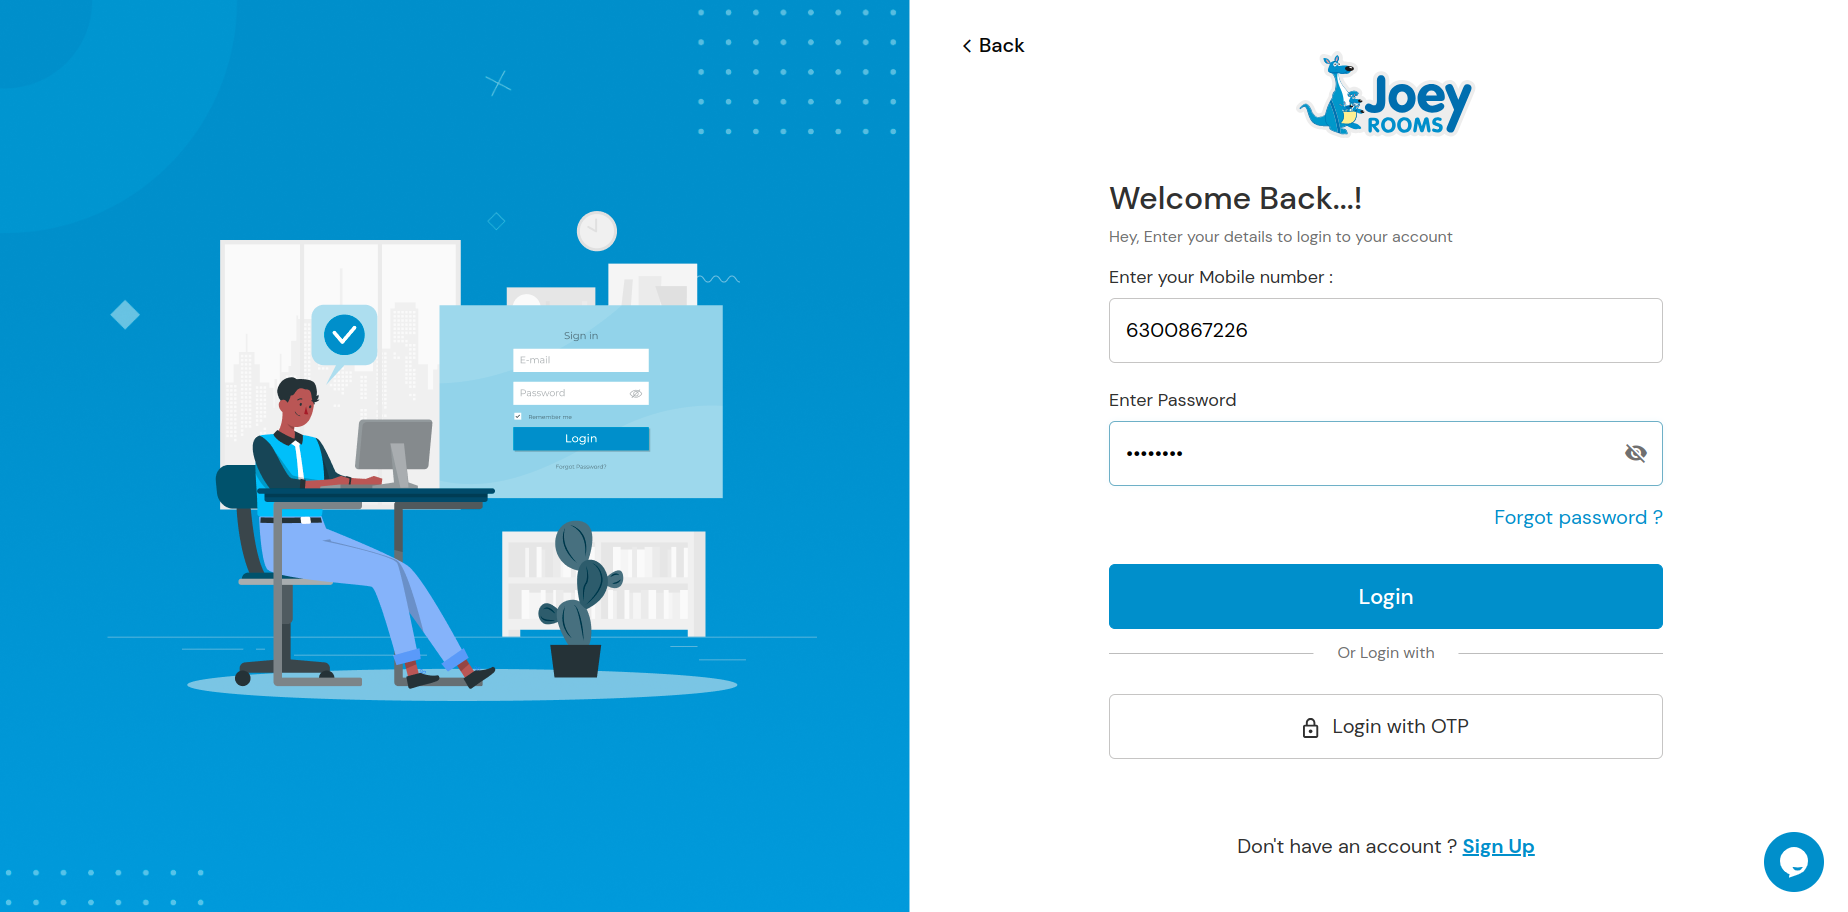 Back
Joey
ROOMS
Welcome Back...!
Hey, Enter your details to login to your account
Enter your Mobile number :
6300867226
Enter Password
••••••••
Forgot password ?
Login
Or Login with
Login with OTP
Don't have an account ? Sign Up
Sign in
E-mail
Password
Remember me
Login
Forgot Password?